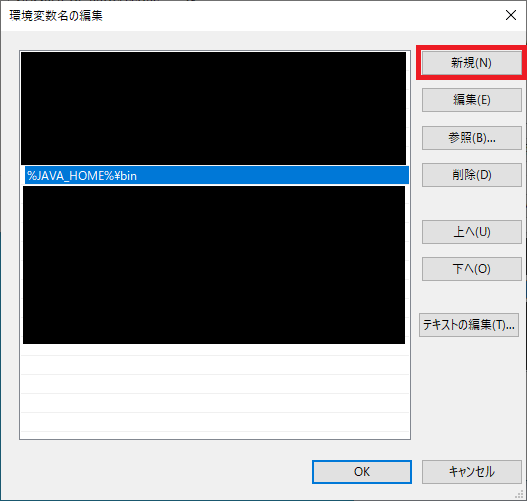 環境変数名の編集
新規(N)
編集(E)
参照(B)...
%JAVA_HOME%¥bin
削除(D)
上へ(U)
下へ(O)
テキストの編集(T)...
OK
キャンセル